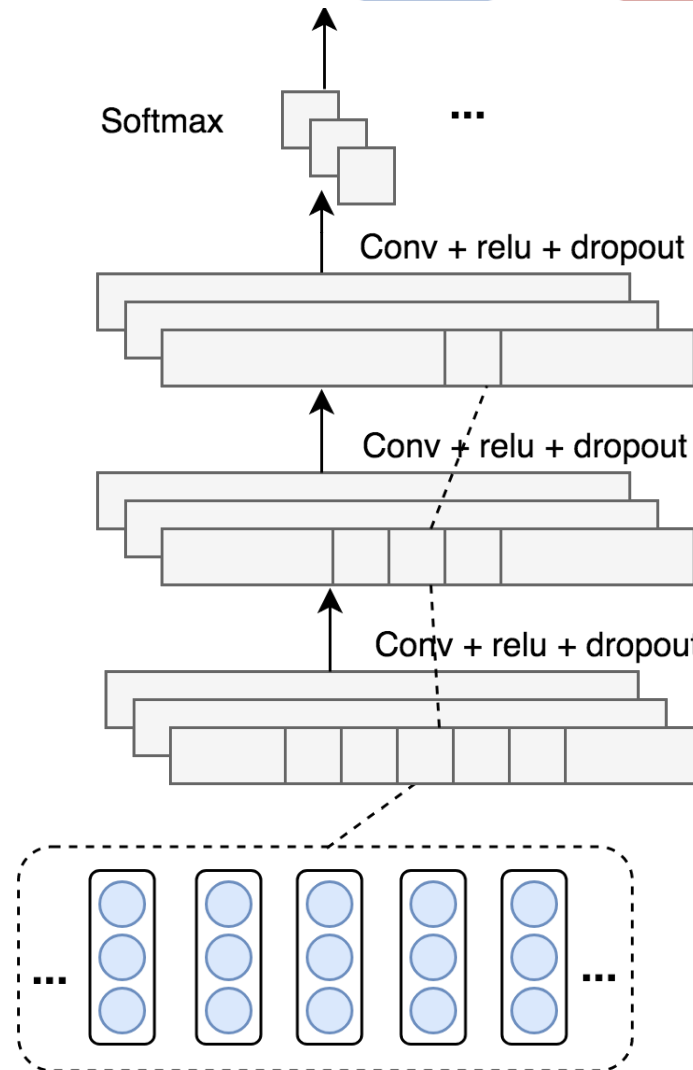 Softmax
...
Conv + relu + dropout
Conv + relu + dropout
Conv + relu + dropout
... ...